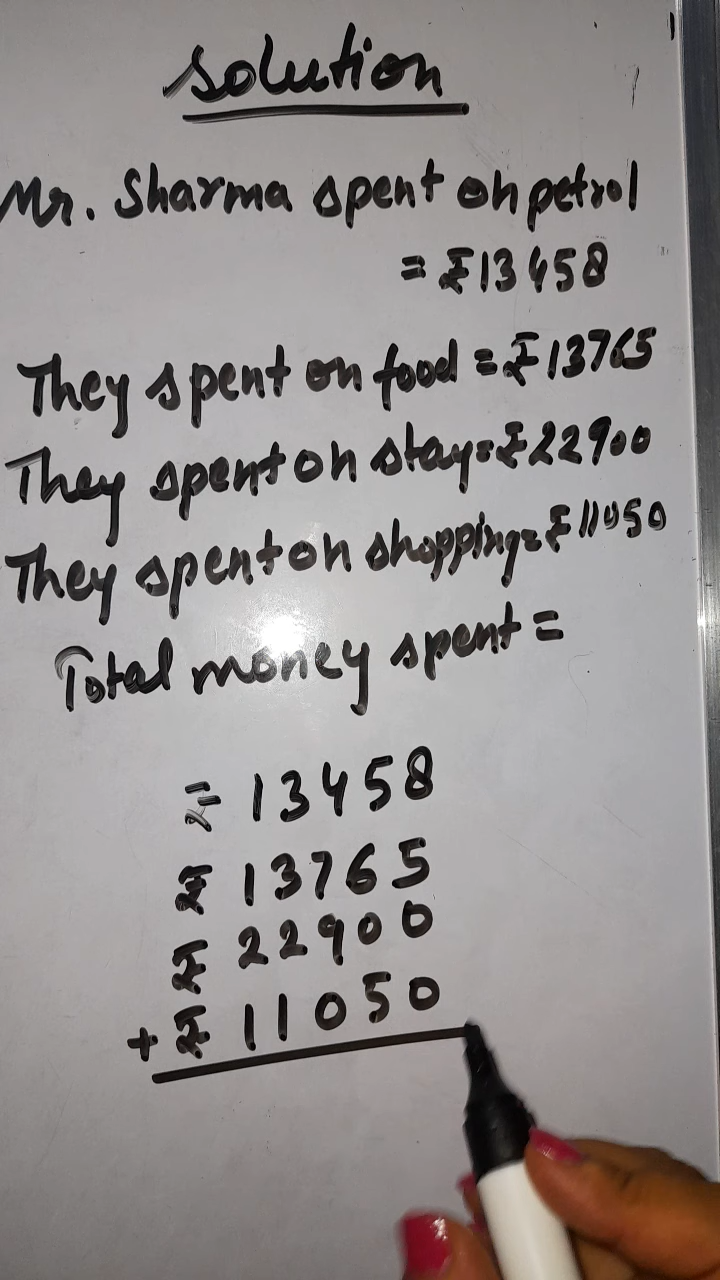 Solution
Mr. Sharma spent on petrol
= ₹13458
They spent on food = ₹13765
They spent on stay = ₹22900
They spent on shopping = ₹11050
Total money spent =
₹ 13458
₹ 13765
₹ 22900
+ ₹ 11050